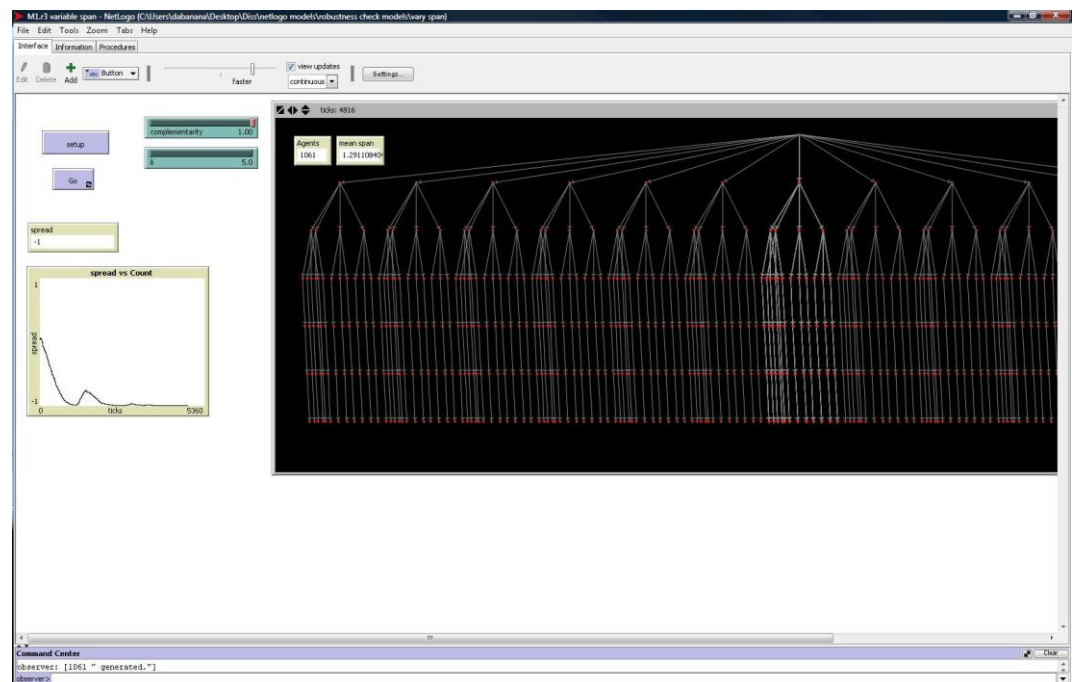 M1.r3 variable span - NetLogo {C:\Users\dabanana\Desktop\Diss\netlogo models\robustness check models\vary span}
File Edit Tools Zoom Tabs Help
Interface Information Procedures
Edit Delete Add
abc Button
faster
view updates
continuous
Settings...
ticks: 4816
setup
Go
complementarity 1.00
5.0
Agents
1061
mean span
1.29110840
spread
-1
spread vs Count
1
spread
-1
0 ticks 5360
Command Center
Clear
observer: [1061 " generated."]
observer>